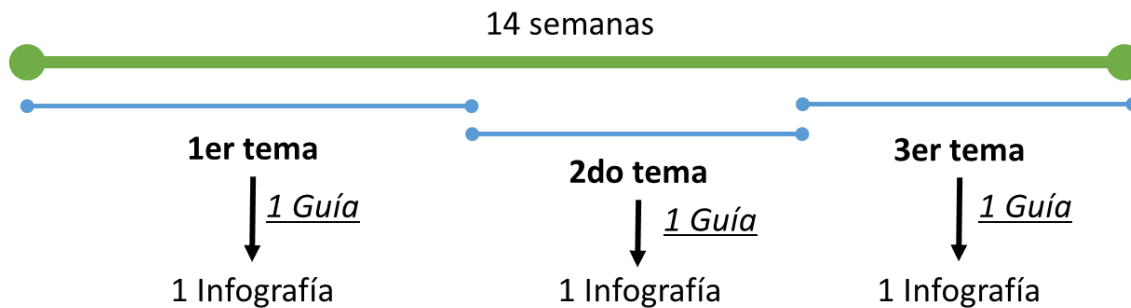 14 semanas
1er tema
2do tema
3er tema
1 Guía
1 Guía
1 Guía
1 Infografía
1 Infografía
1 Infografía